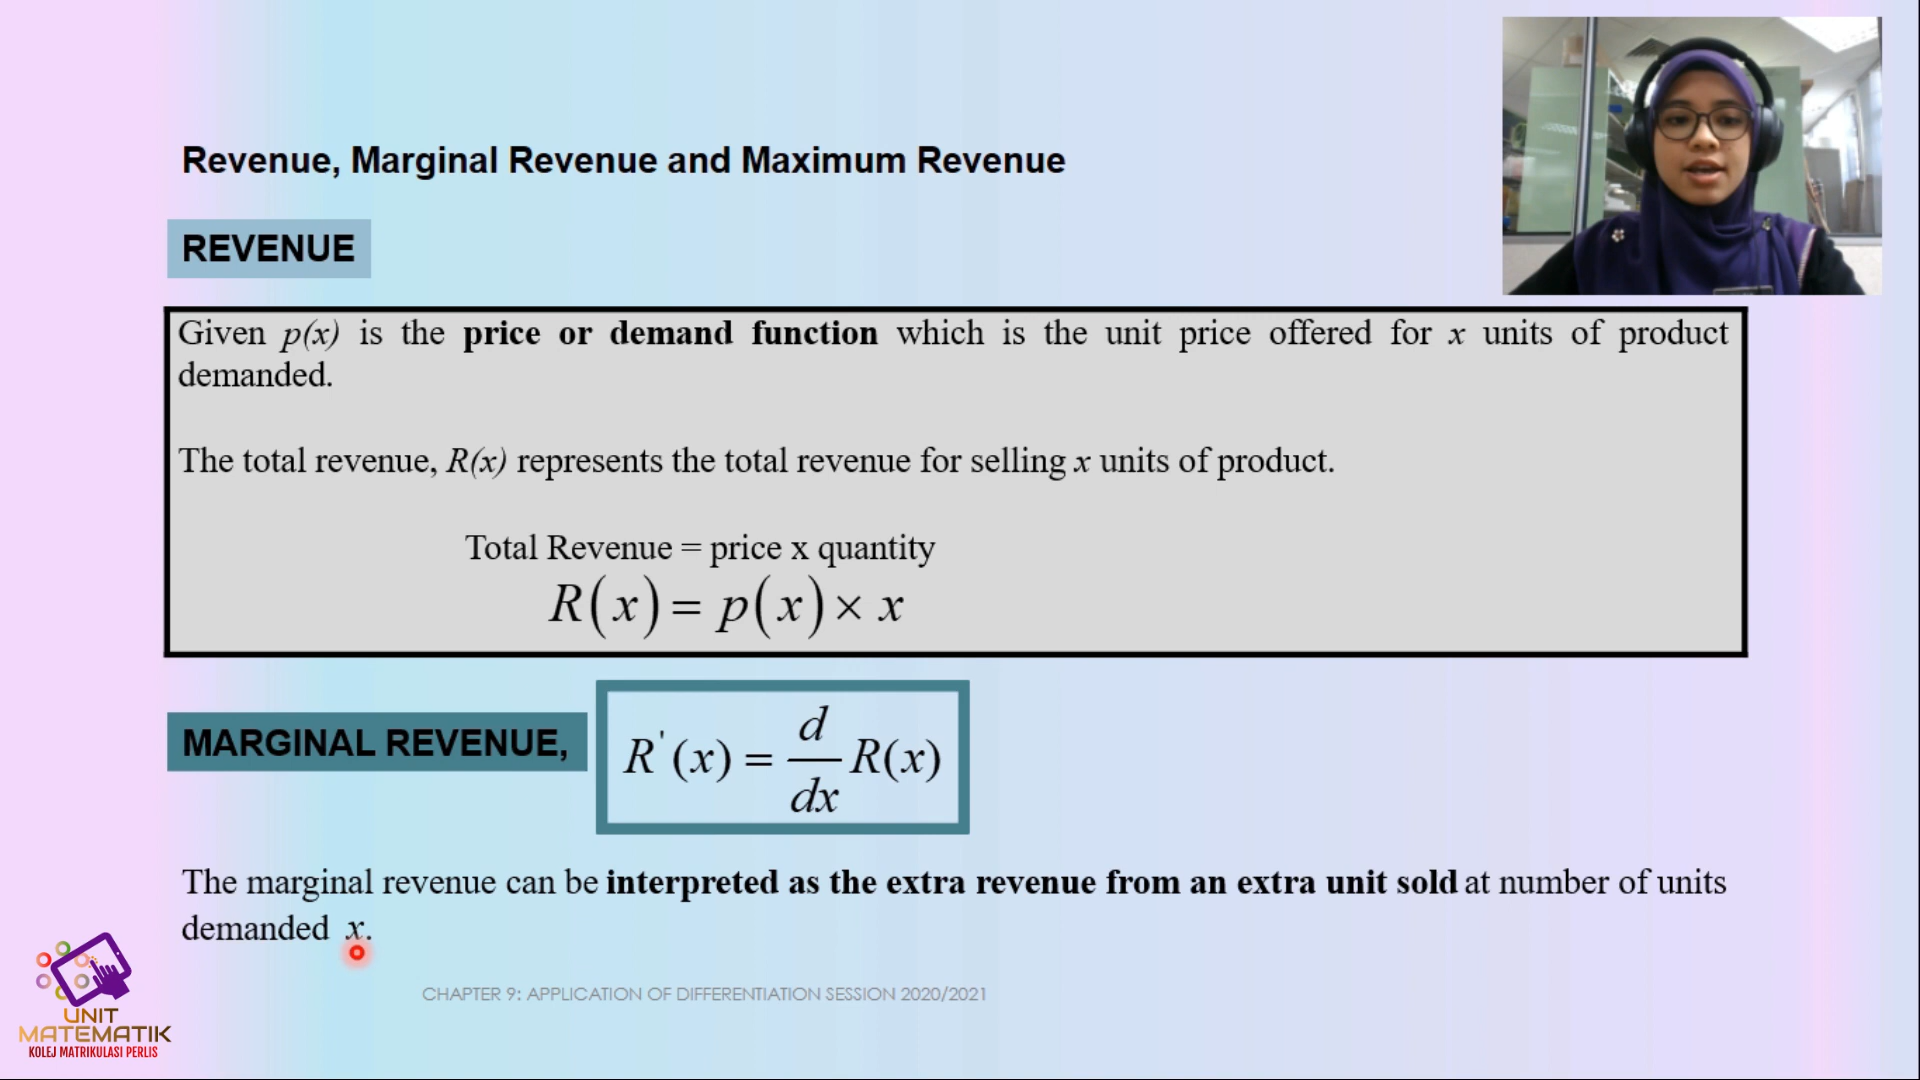 Revenue, Marginal Revenue and Maximum Revenue
REVENUE
Given p(x) is the price or demand function which is the unit price offered for x units of product
demanded.
The total revenue, R(x) represents the total revenue for selling x units of product.
Total Revenue = price x quantity
R(x) = p(x) × x
MARGINAL REVENUE,
R'(x) = d/dx R(x)
The marginal revenue can be interpreted as the extra revenue from an extra unit sold at number of units
demanded x.
CHAPTER 9: APPLICATION OF DIFFERENTIATION SESSION 2020/2021
UNIT
MATEMATIK
KOLEJ MATRIKULASI PERLIS